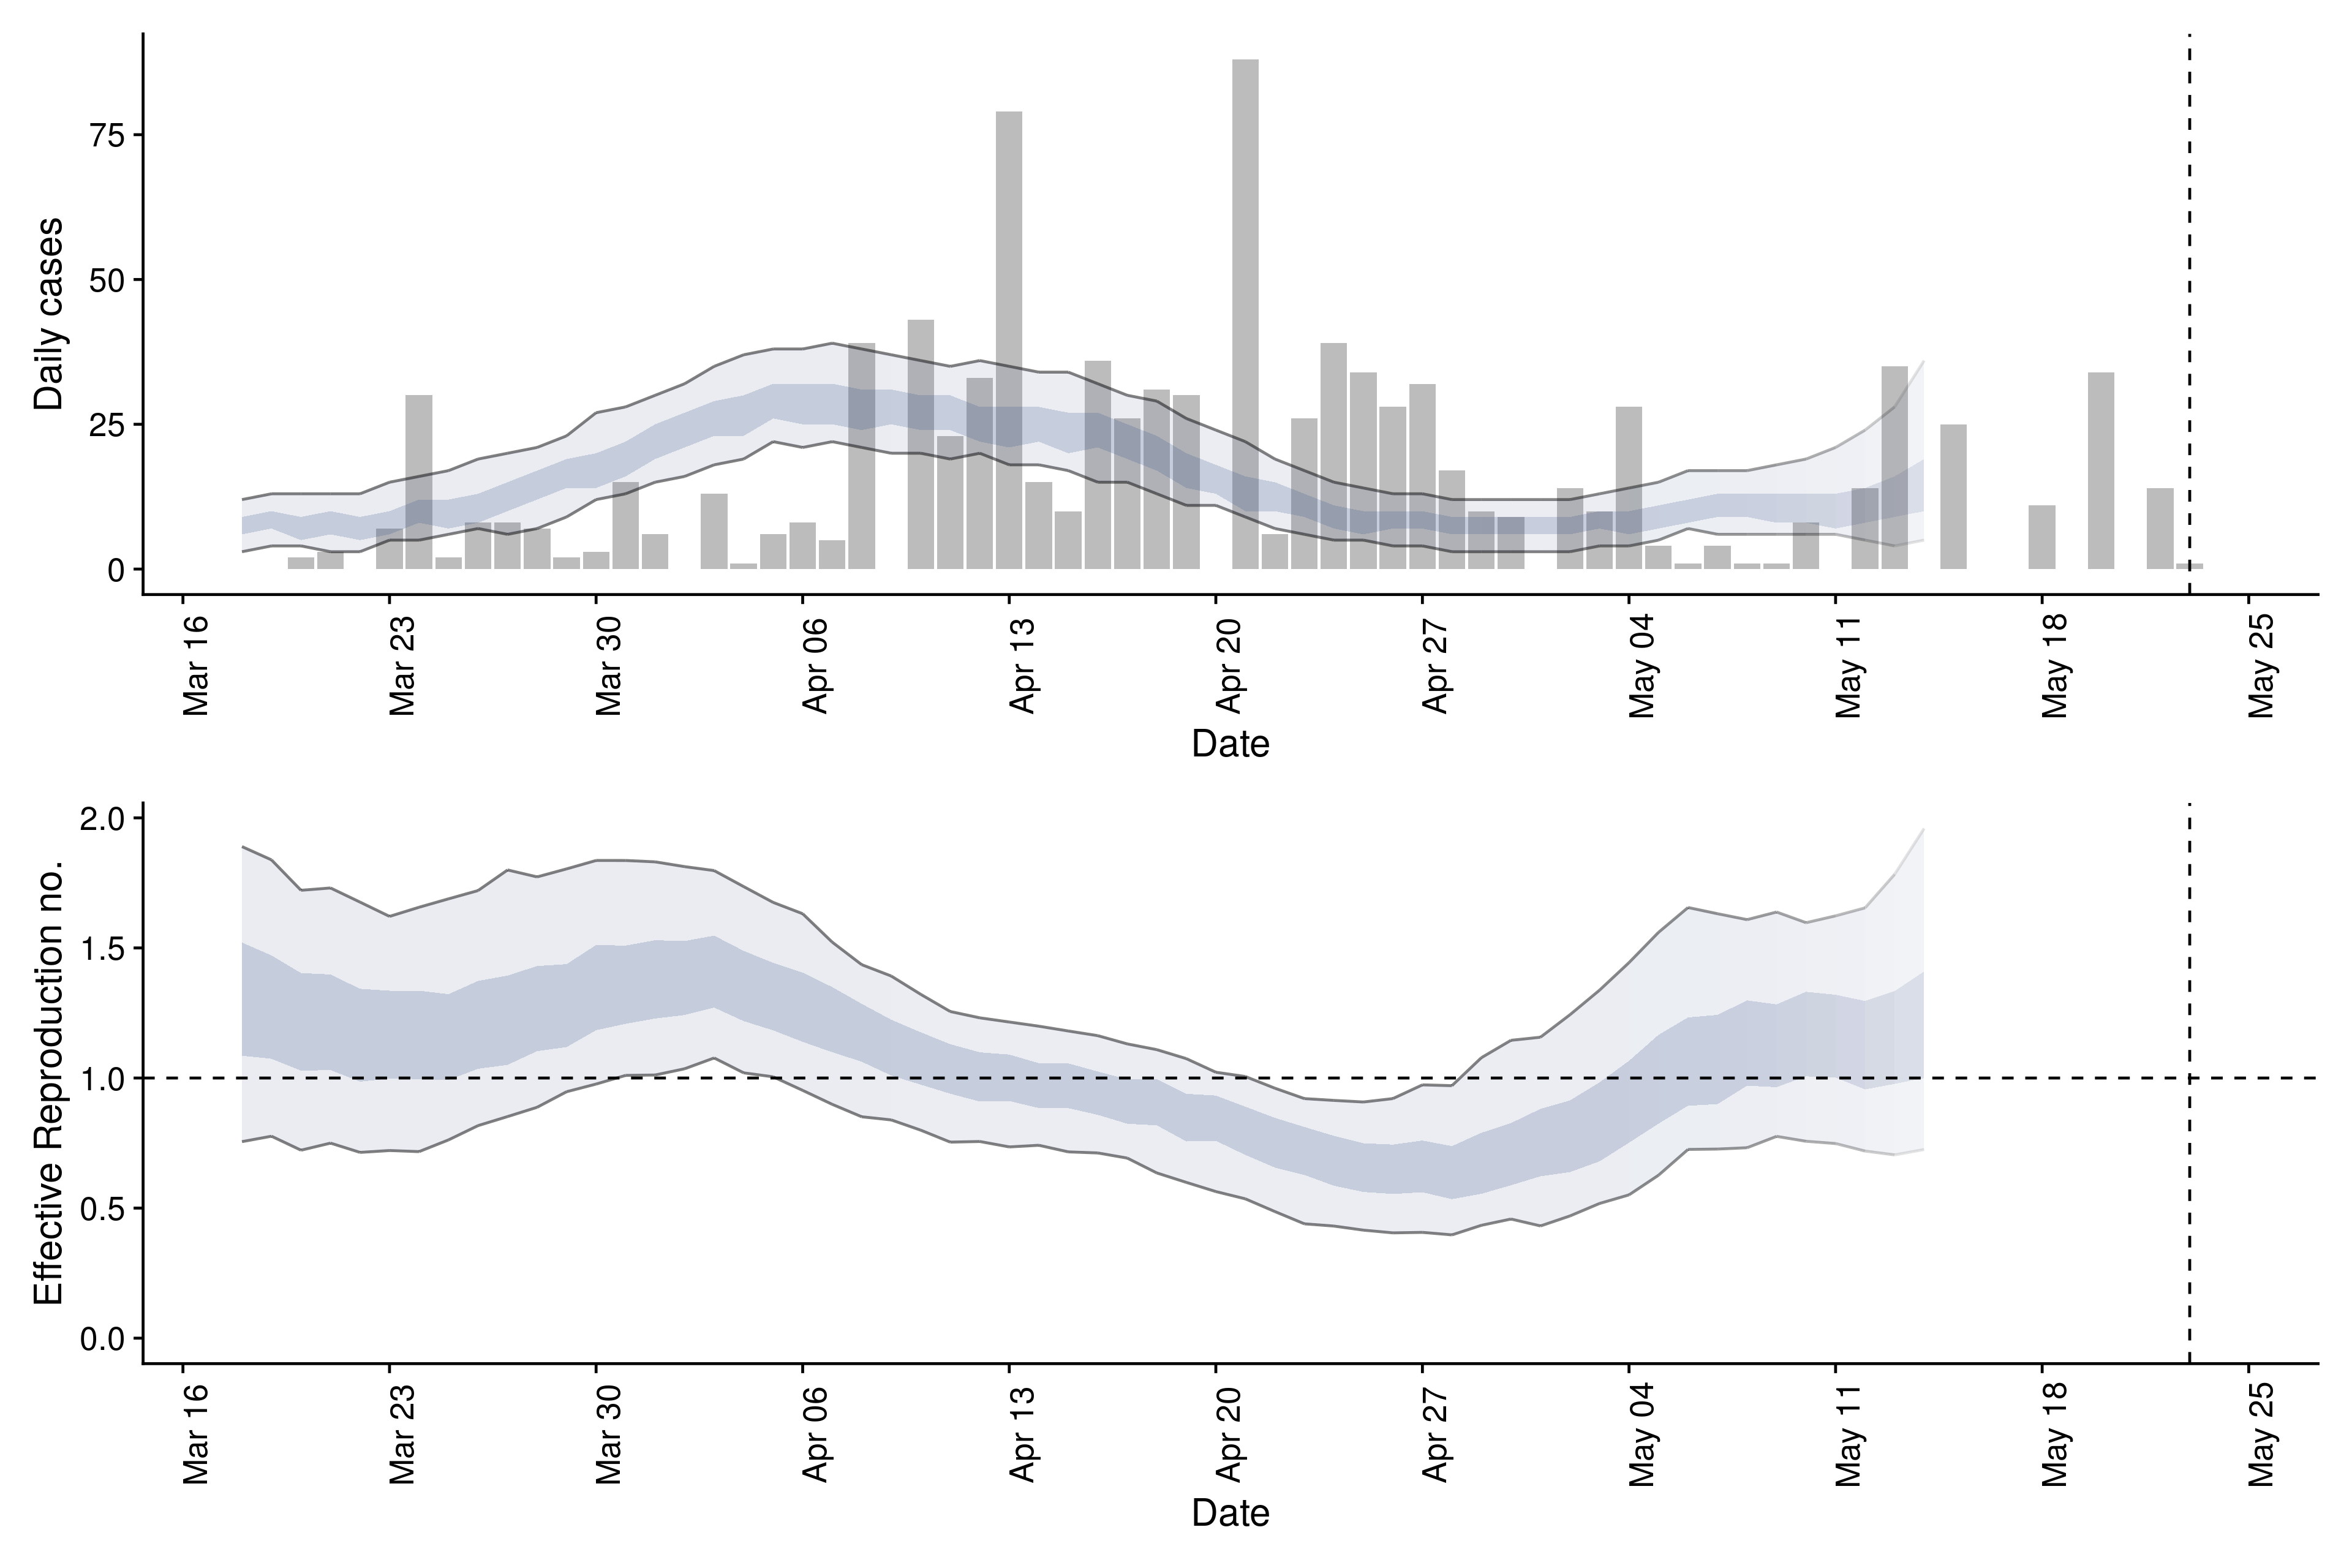 Daily cases
75
50
25
0
Mar 16
Mar 23
Mar 30
Apr 06
Apr 13
Apr 20
Apr 27
May 04
May 11
May 18
May 25
Date
Effective Reproduction no.
2.0
1.5
1.0
0.5
0.0
Mar 16
Mar 23
Mar 30
Apr 06
Apr 13
Apr 20
Apr 27
May 04
May 11
May 18
May 25
Date